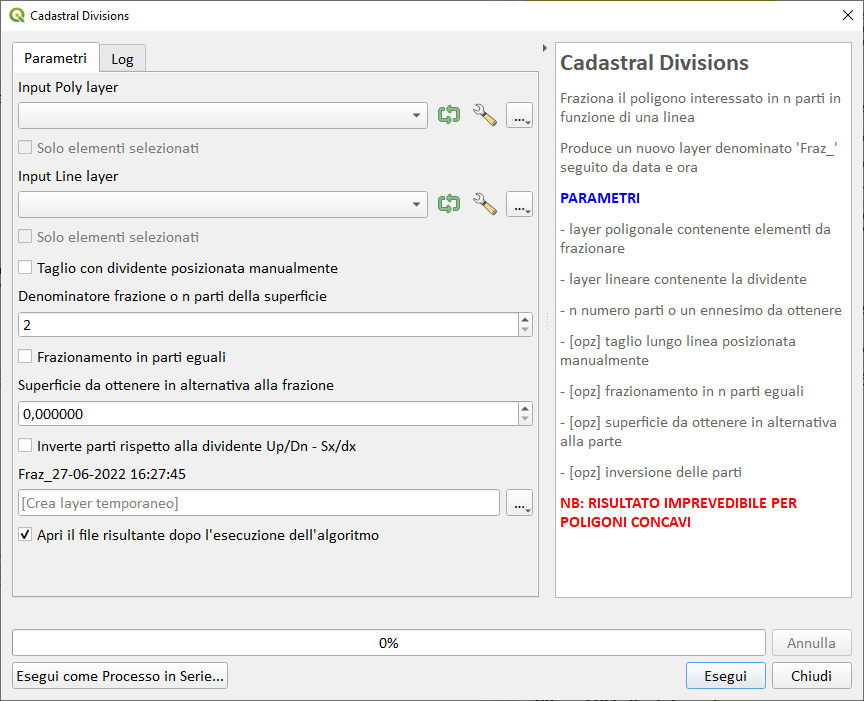 Cadastral Divisions
Parametri
Log
Input Poly layer
...
Solo elementi selezionati
Input Line layer
...
Solo elementi selezionati
Taglio con dividente posizionata manualmente
Denominatore frazione o n parti della superficie
2
Frazionamento in parti eguali
Superficie da ottenere in alternativa alla frazione
0,000000
Inverte parti rispetto alla dividente Up/Dn - Sx/dx
Fraz_27-06-2022 16:27:45
[Crea layer temporaneo]
...
Apri il file risultante dopo l'esecuzione dell'algoritmo
Cadastral Divisions
Fraziona il poligono interessato in n parti in
funzione di una linea
Produce un nuovo layer denominato 'Fraz_'
seguito da data e ora
PARAMETRI
- layer poligonale contenente elementi da
frazionare
- layer lineare contenente la dividente
- n numero parti o un ennesimo da ottenere
- [opz] taglio lungo linea posizionata
manualmente
- [opz] frazionamento in n parti eguali
- [opz] superficie da ottenere in alternativa
alla parte
- [opz] inversione delle parti
NB: RISULTATO IMPREVEDIBILE PER
POLIGONI CONCAVI
0%
Annulla
Esegui come Processo in Serie...
Esegui
Chiudi